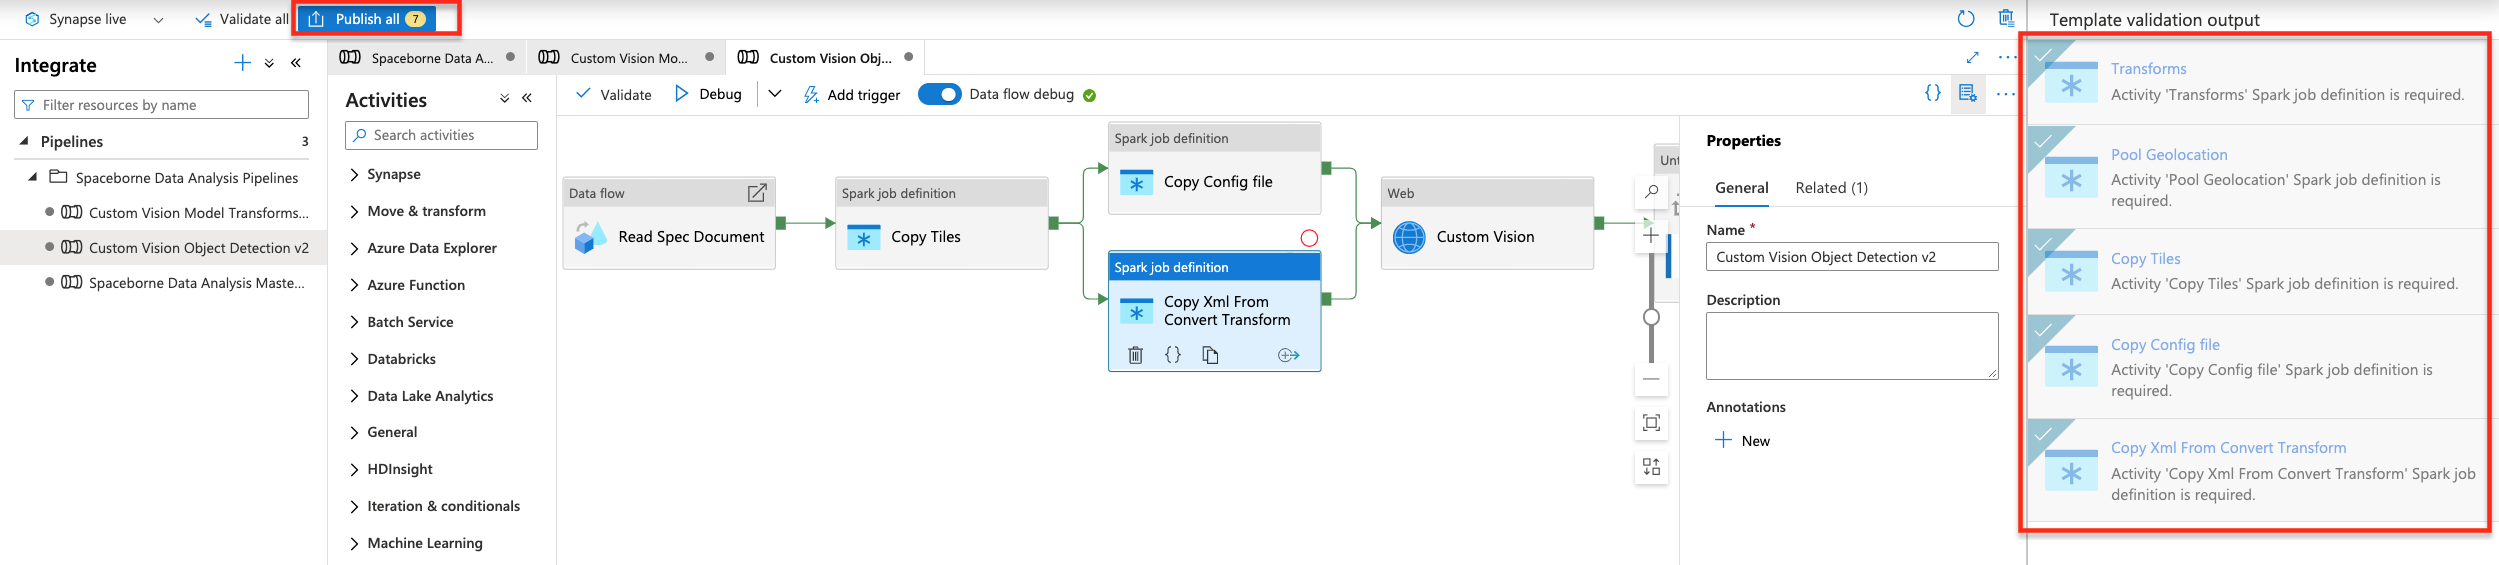 Synapse live
Validate all
Publish all 7
Template validation output
Integrate
Filter resources by name
Pipelines 3
Spaceborne Data Analysis Pipelines
Custom Vision Model Transforms...
Custom Vision Object Detection v2
Spaceborne Data Analysis Maste...
Spaceborne Data A...
Custom Vision Mo...
Custom Vision Obj...
Activities
Search activities
Synapse
Move & transform
Azure Data Explorer
Azure Function
Batch Service
Databricks
Data Lake Analytics
General
HDInsight
Iteration & conditionals
Machine Learning
Validate
Debug
Add trigger
Data flow debug
{}
Data flow
Read Spec Document
Spark job definition
Copy Tiles
Spark job definition
Copy Config file
Spark job definition
Copy Xml From
Convert Transform
{}
Web
Custom Vision
Unt
Properties
General
Related (1)
Name *
Custom Vision Object Detection v2
Description
Annotations
New
Transforms
Activity 'Transforms' Spark job definition is required.
Pool Geolocation
Activity 'Pool Geolocation' Spark job definition is
required.
Copy Tiles
Activity 'Copy Tiles' Spark job definition is required.
Copy Config file
Activity 'Copy Config file' Spark job definition is
required.
Copy Xml From Convert Transform
Activity 'Copy Xml From Convert Transform' Spark job
definition is required.